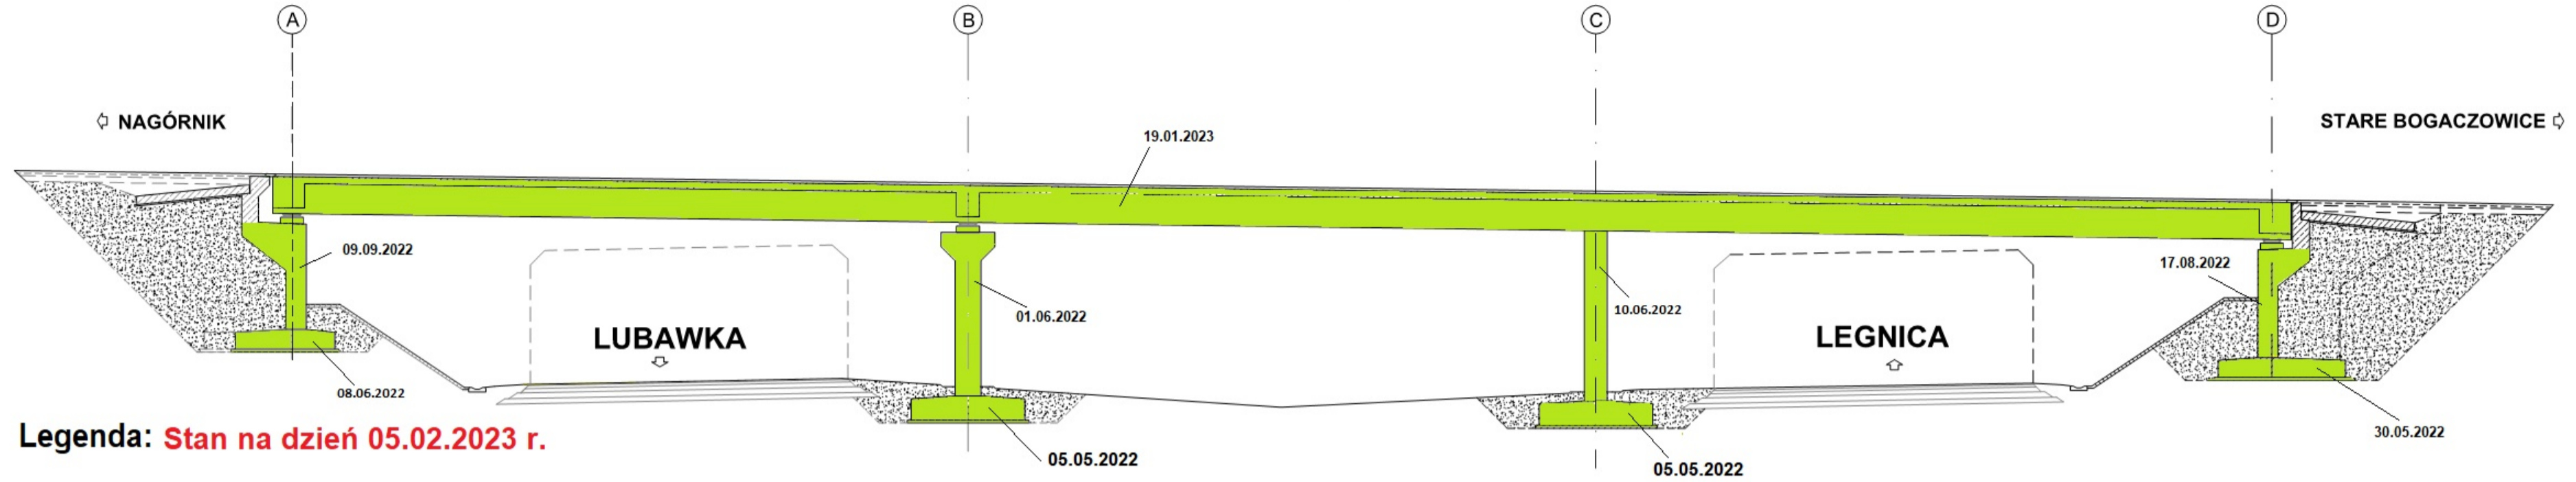 A
B
C
D
NAGÓRNIK
19.01.2023
STARE BOGACZOWICE
09.09.2022
01.06.2022
10.06.2022
17.08.2022
LUBAWKA
LEGNICA
08.06.2022
Legenda: Stan na dzień 05.02.2023 r.
05.05.2022
05.05.2022
30.05.2022